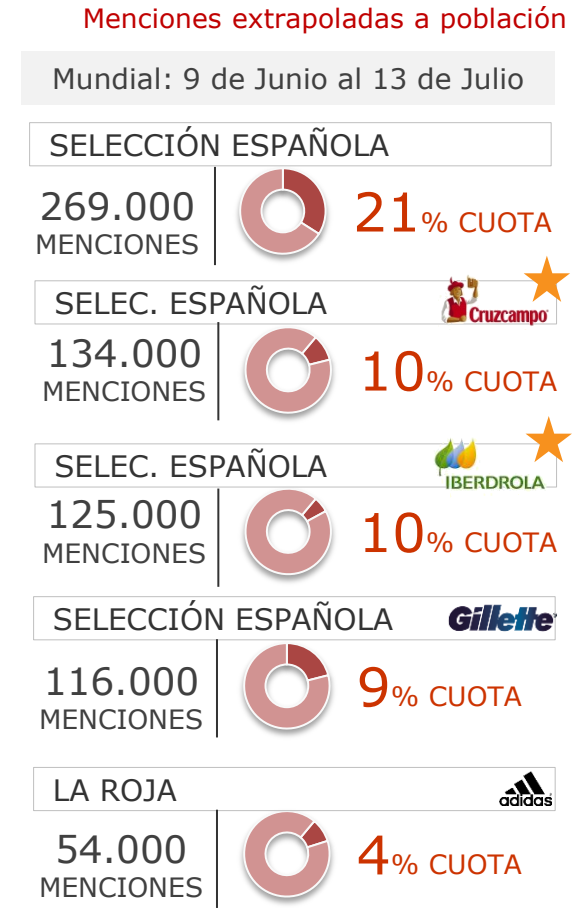 Menciones extrapoladas a población
Mundial: 9 de Junio al 13 de Julio
SELECCIÓN ESPAÑOLA
269.000
MENCIONES
21% CUOTA
SELEC. ESPAÑOLA
Cruzcampo
134.000
MENCIONES
10% CUOTA
SELEC. ESPAÑOLA
IBERDROLA
125.000
MENCIONES
10% CUOTA
SELECCIÓN ESPAÑOLA
Gillette
116.000
MENCIONES
9% CUOTA
LA ROJA
adidas
54.000
MENCIONES
4% CUOTA